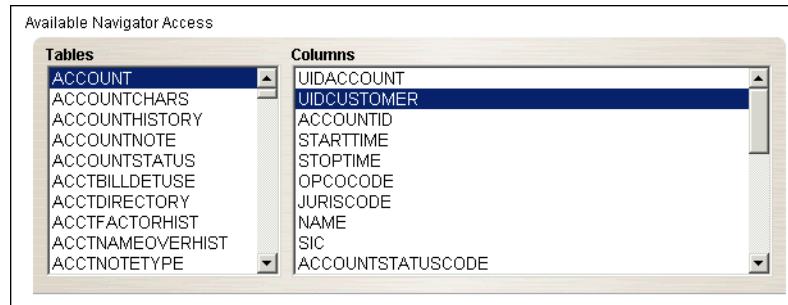 Available Navigator Access
Tables Columns
ACCOUNT UIDACCOUNT
ACCOUNTCHARS UIDCUSTOMER
ACCOUNTHISTORY ACCOUNTID
ACCOUNTNOTE STARTTIME
ACCOUNTSTATUS STOPTIME
ACCTBILLDETUSE OPCOCODE
ACCTDIRECTORY JURISCODE
ACCTFACTORHIST NAME
ACCTNAMEOVERHIST SIC
ACCTNOTETYPE ACCOUNTSTATUSCODE